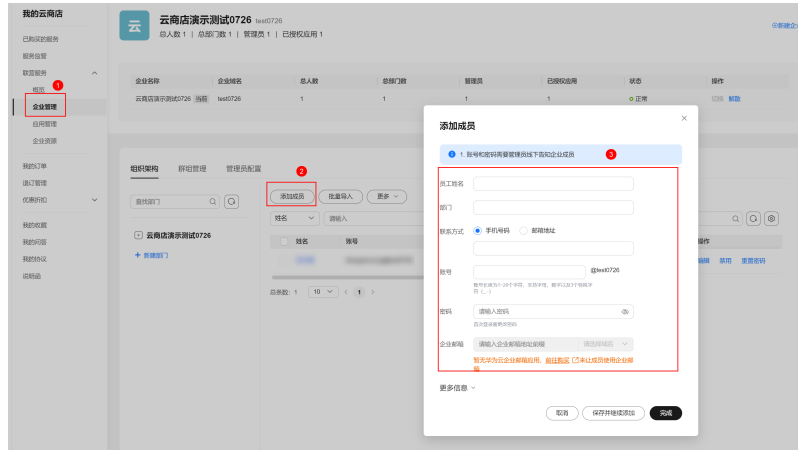 我的云商店
已购买的服务
服务监管
联营服务
概览
1
企业管理
应用管理
企业资源
我的订单
退订管理
优惠折扣
我的收藏
我的问答
我的协议
说明函
云
云商店演示测试0726 test0726
总人数 1 | 总部门数 1 | 管理员 1 | 已授权应用 1
企业名称 企业域名 总人数 总部门数 管理员 已授权应用 状态 操作
云商店演示测试0726 当前 test0726 1 1 1 1 正常 切换 解散
组织架构 群组管理 管理员配置
2
查找部门
云商店演示测试0726
+ 新建部门
添加成员 批量导入 更多
姓名 请输入
姓名 账号 操作
编辑 禁用 重置密码
总条数: 1 10 < 1 >
添加成员
1. 账号和密码需要管理员线下告知企业成员
3
员工姓名
部门
联系方式 手机号码 邮箱地址
账号 @test0726
密码 请输入密码
首次登录需更改密码
企业邮箱 请输入企业邮箱地址前缀 请选择域名
暂无华为云企业邮箱应用，前往购买 来让成员使用企业邮
箱
更多信息
取消 保存并继续添加 完成